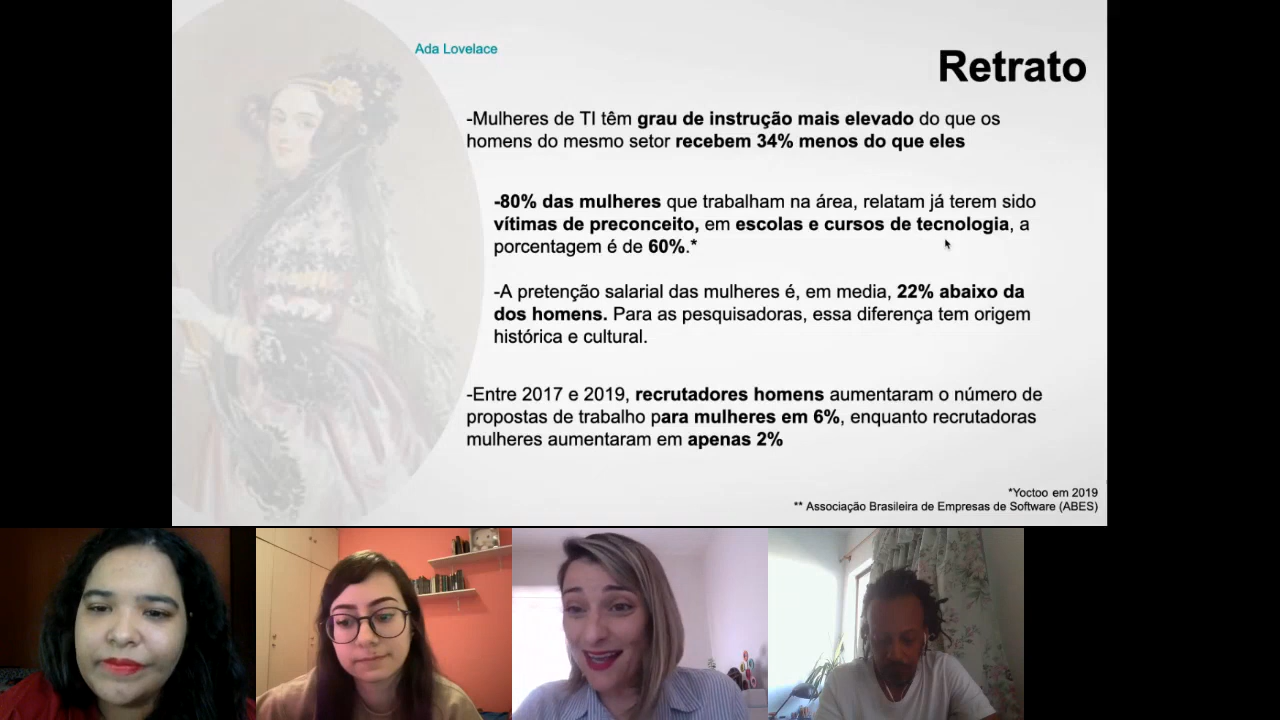 Ada Lovelace
Retrato
-Mulheres de TI têm grau de instrução mais elevado do que os
homens do mesmo setor recebem 34% menos do que eles
-80% das mulheres que trabalham na área, relatam já terem sido
vítimas de preconceito, em escolas e cursos de tecnologia, a
porcentagem é de 60%.*
-A pretenção salarial das mulheres é, em media, 22% abaixo da
dos homens. Para as pesquisadoras, essa diferença tem origem
histórica e cultural.
-Entre 2017 e 2019, recrutadores homens aumentaram o número de
propostas de trabalho para mulheres em 6%, enquanto recrutadoras
mulheres aumentaram em apenas 2%
*Yoctoo em 2019
** Associação Brasileira de Empresas de Software (ABES)